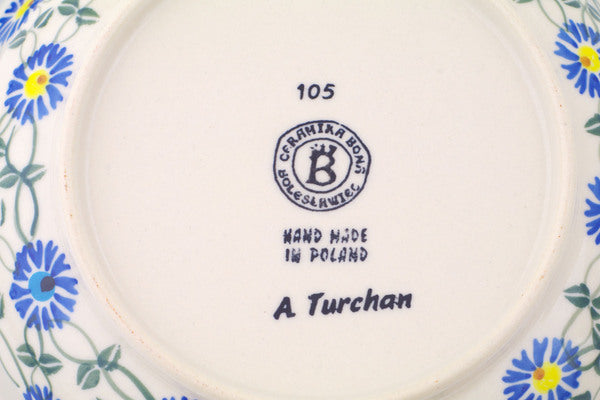 105
CERAMIKA BONA
B
BOLESŁAWIEC
HAND MADE
IN POLAND
A. Turchan